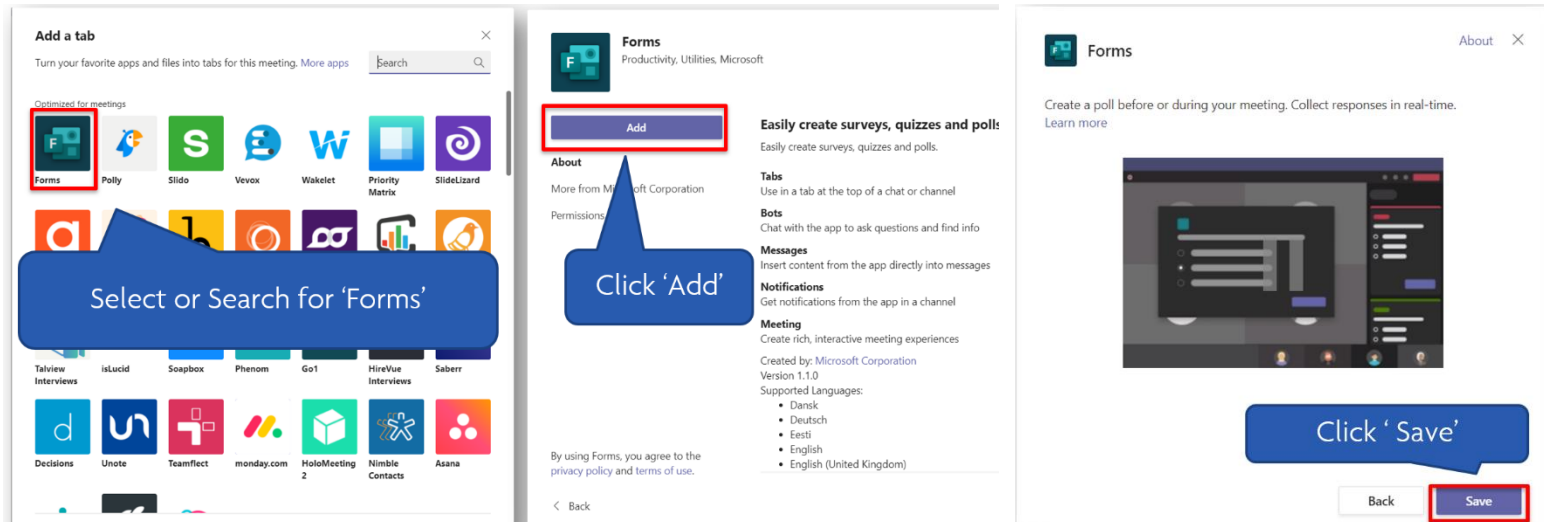 Add a tab
Turn your favorite apps and files into tabs for this meeting. More apps
Search
Optimized for meetings
Forms
Polly
Slido
Vevox
Wakelet
Priority
Matrix
SlideLizard
Select or Search for ‘Forms’
Talview
Interviews
isLucid
Soapbox
Phenom
Go1
HireVue
Interviews
Saberr
Decisions
Unote
Teamflect
monday.com
HoloMeeting
2
Nimble
Contacts
Asana
Forms
Productivity, Utilities, Microsoft
Add
About
More from Microsoft Corporation
Permissions
Click ‘Add’
By using Forms, you agree to the
privacy policy and terms of use.
< Back
Easily create surveys, quizzes and polls
Easily create surveys, quizzes and polls.
Tabs
Use in a tab at the top of a chat or channel
Bots
Chat with the app to ask questions and find info
Messages
Insert content from the app directly into messages
Notifications
Get notifications from the app in a channel
Meeting
Create rich, interactive meeting experiences
Created by: Microsoft Corporation
Version 1.1.0
Supported Languages:
• Dansk
• Deutsch
• Eesti
• English
• English (United Kingdom)
Forms
About
Create a poll before or during your meeting. Collect responses in real-time.
Learn more
Click ‘ Save’
Back
Save